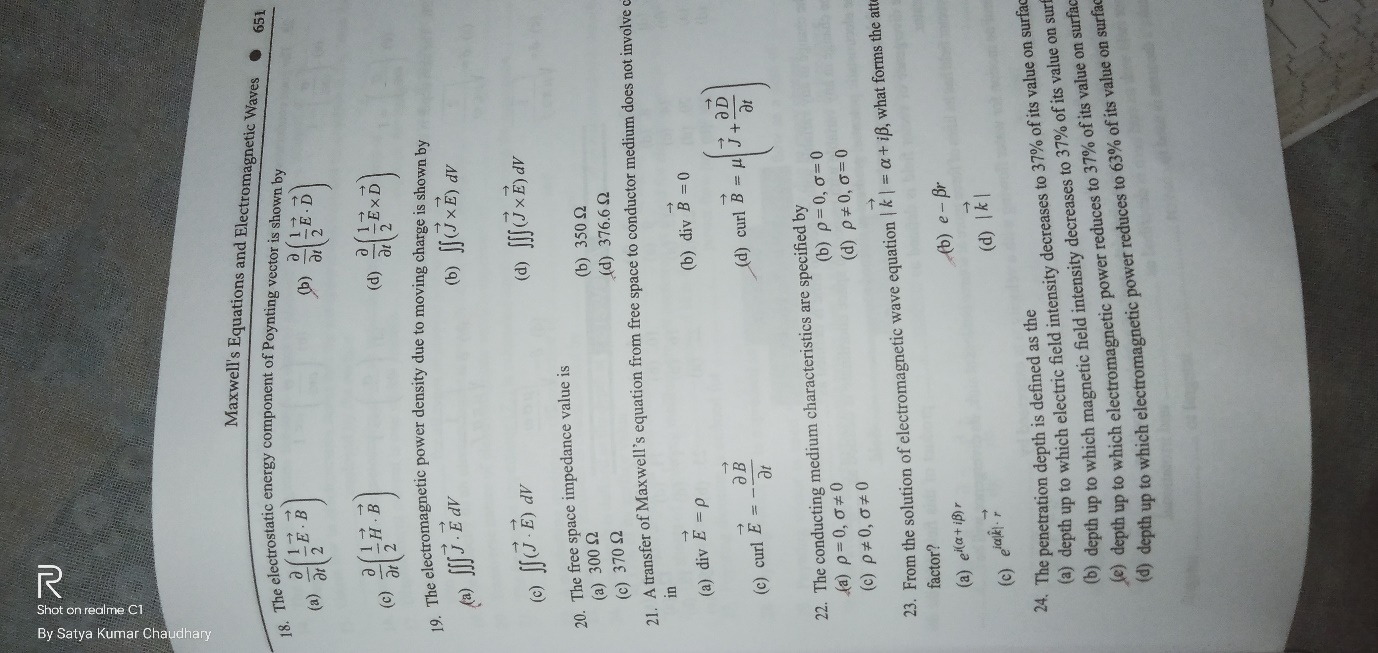 Maxwell's Equations and Electromagnetic Waves ● 651
18. The electrostatic energy component of Poynting vector is shown by
(a) ∂/∂t (1/2 E⃗ · B⃗) (b) ∂/∂t (1/2 E⃗ · D⃗)
(c) ∂/∂t (1/2 H⃗ · B⃗) (d) ∂/∂t (1/2 E⃗ × D⃗)
19. The electromagnetic power density due to moving charge is shown by
(a) ∭ J⃗ · E⃗ dV (b) ∬ (J⃗ × E⃗) dV
(c) ∬ (J⃗ · E⃗) dV (d) ∭ (J⃗ × E⃗) dV
20. The free space impedance value is
(a) 300 Ω (b) 350 Ω
(c) 370 Ω (d) 376.6 Ω
21. A transfer of Maxwell's equation from free space to conductor medium does not involve
in
(a) div E⃗ = ρ (b) div B⃗ = 0
(c) curl E⃗ = − ∂B⃗/∂t (d) curl B⃗ = μ (J⃗ + ∂D⃗/∂t)
22. The conducting medium characteristics are specified by
(a) ρ = 0, σ ≠ 0 (b) ρ = 0, σ = 0
(c) ρ ≠ 0, σ ≠ 0 (d) ρ ≠ 0, σ = 0
23. From the solution of electromagnetic wave equation |k⃗| = α + iβ, what forms the
factor?
(a) e^i(α + iβ) r (b) e − βr
(c) (d) |k⃗|
24. The penetration depth is defined as the
(a) depth up to which electric field intensity decreases to 37% of its value on
(b) depth up to which magnetic field intensity decreases to 37% of its value on
(c) depth up to which electromagnetic power reduces to 37% of its value on
(d) depth up to which electromagnetic power reduces to 63% of its value on
R
Shot on realme C1
By Satya Kumar Chaudhary